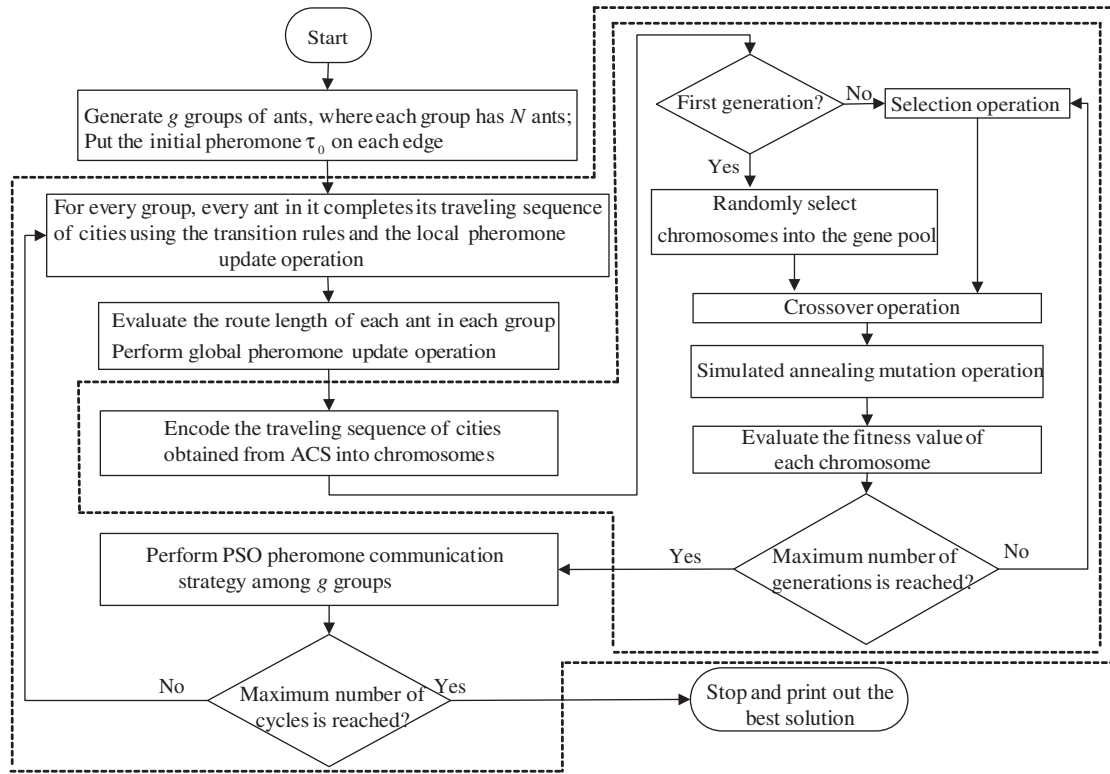 Start
Generate g groups of ants, where each group has N ants;
Put the initial pheromone τ₀ on each edge
For every group, every ant in it completes its traveling sequence
of cities using the transition rules and the local pheromone
update operation
Evaluate the route length of each ant in each group
Perform global pheromone update operation
Encode the traveling sequence of cities
obtained from ACS into chromosomes
First generation?
No
Selection operation
Yes
Randomly select
chromosomes into the gene pool
Crossover operation
Simulated annealing mutation operation
Evaluate the fitness value of
each chromosome
Maximum number of
generations is reached?
No
Yes
Perform PSO pheromone communication
strategy among g groups
Maximum number of
cycles is reached?
No
Yes
Stop and print out the
best solution